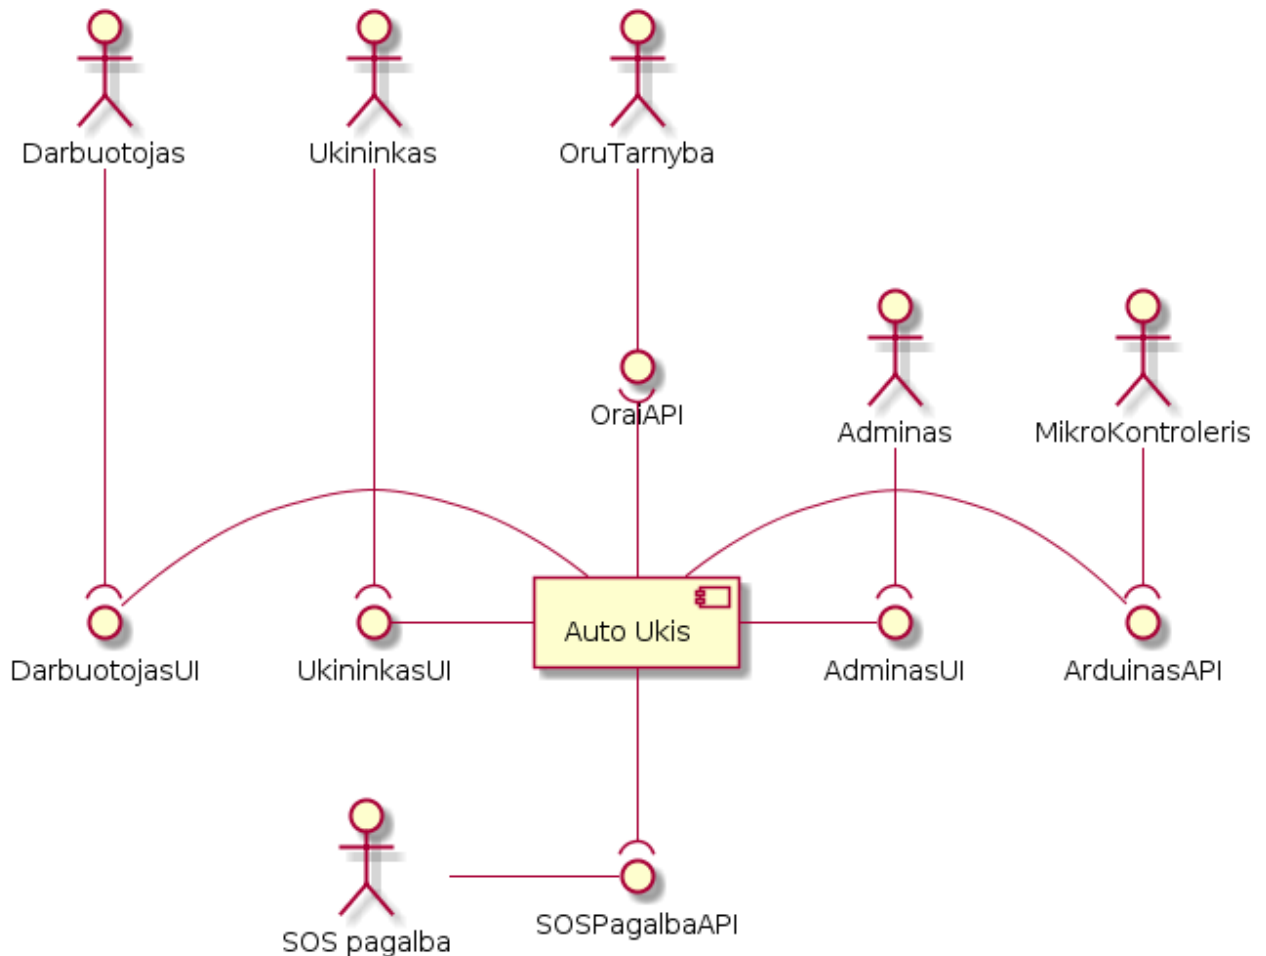 Darbuotojas
Ukininkas
OruTarnyba
OraiAPI
Adminas
MikroKontroleris
Auto Ukis
DarbuotojasUI
UkininkasUI
AdminasUI
ArduinasAPI
SOS pagalba
SOSPagalbaAPI